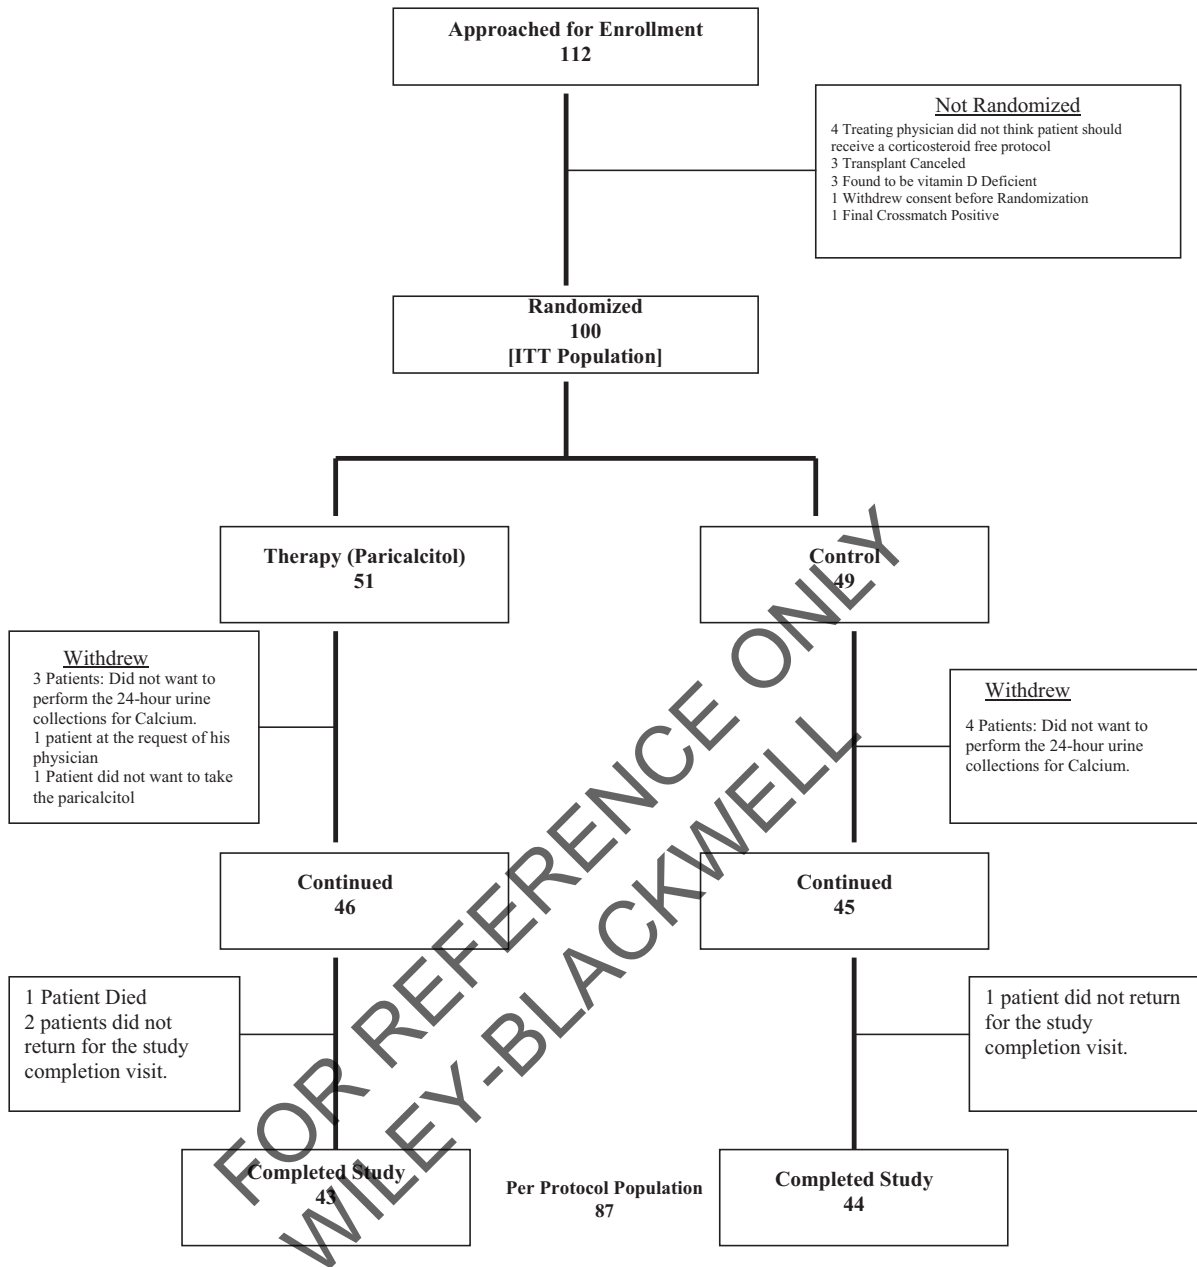 Approached for Enrollment
112
Not Randomized
4 Treating physician did not think patient should
receive a corticosteroid free protocol
3 Transplant Canceled
3 Found to be vitamin D Deficient
1 Withdrew consent before Randomization
1 Final Crossmatch Positive
Randomized
100
[ITT Population]
Therapy (Paricalcitol)
51
Control
49
Withdrew
3 Patients: Did not want to
perform the 24-hour urine
collections for Calcium.
1 patient at the request of his
physician
1 Patient did not want to take
the paricalcitol
Withdrew
4 Patients: Did not want to
perform the 24-hour urine
collections for Calcium.
Continued
46
Continued
45
1 Patient Died
2 patients did not
return for the study
completion visit.
1 patient did not return
for the study
completion visit.
Completed Study
43
Per Protocol Population
87
Completed Study
44
FOR REFERENCE ONLY
WILEY-BLACKWELL